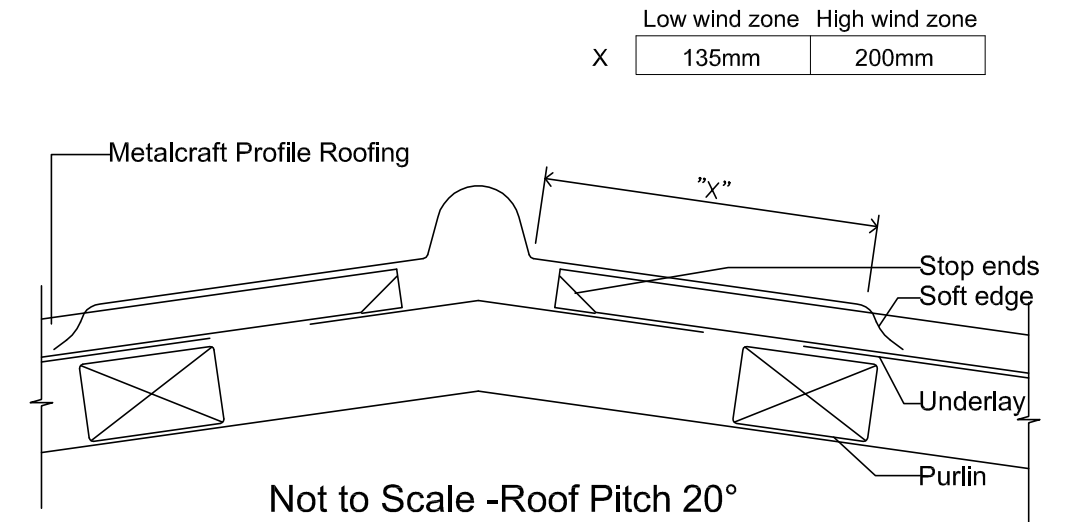 Low wind zone High wind zone
X 135mm 200mm
Metalcraft Profile Roofing
"X"
Stop ends
Soft edge
Underlay
Purlin
Not to Scale -Roof Pitch 20°